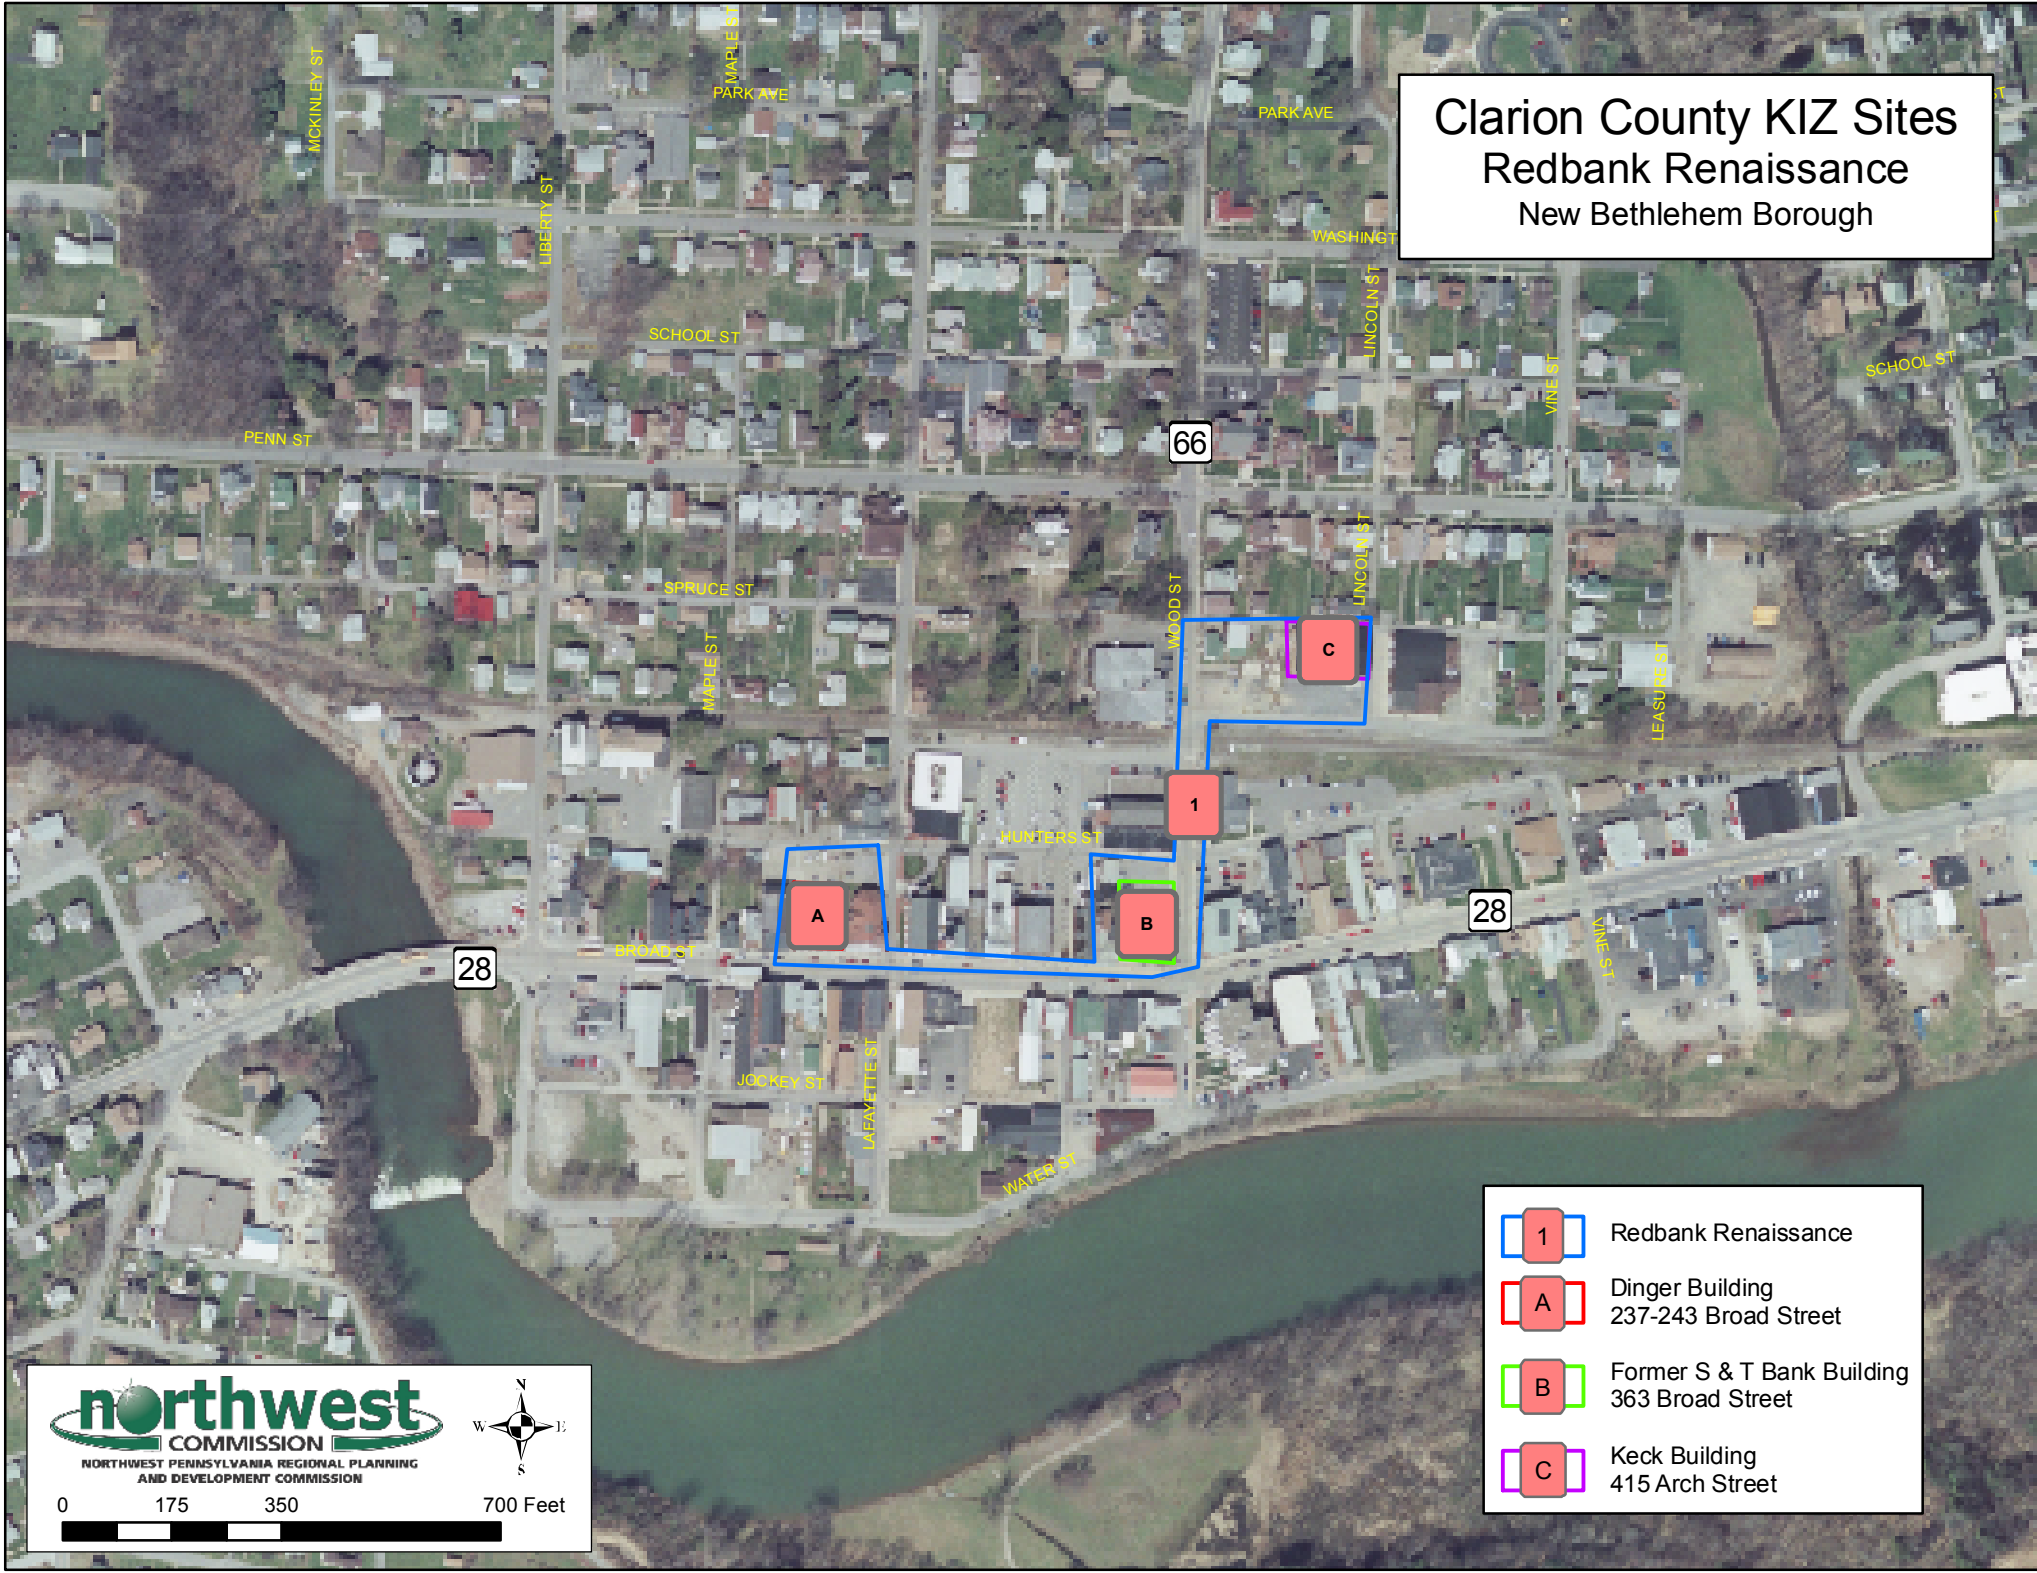 Clarion County KIZ Sites
Redbank Renaissance
New Bethlehem Borough
MCKINLEY ST
MAPLE ST
PARK AVE
PARK AVE
ST
LIBERTY ST
WASHINGT
LINCOLN ST
SCHOOL ST
VINE ST
SCHOOL ST
PENN ST
66
LINCOLN ST
SPRUCE ST
WOOD ST
MAPLE ST
C
LEASURE ST
1
HUNTERS ST
A
B
28
BROAD ST
28
VINE ST
JOCKEY ST
LAFAYETTE ST
WATER ST
1
Redbank Renaissance
A
Dinger Building
237-243 Broad Street
B
Former S & T Bank Building
363 Broad Street
C
Keck Building
415 Arch Street
northwest
COMMISSION
NORTHWEST PENNSYLVANIA REGIONAL PLANNING
AND DEVELOPMENT COMMISSION
N
W E
S
0 175 350 700 Feet